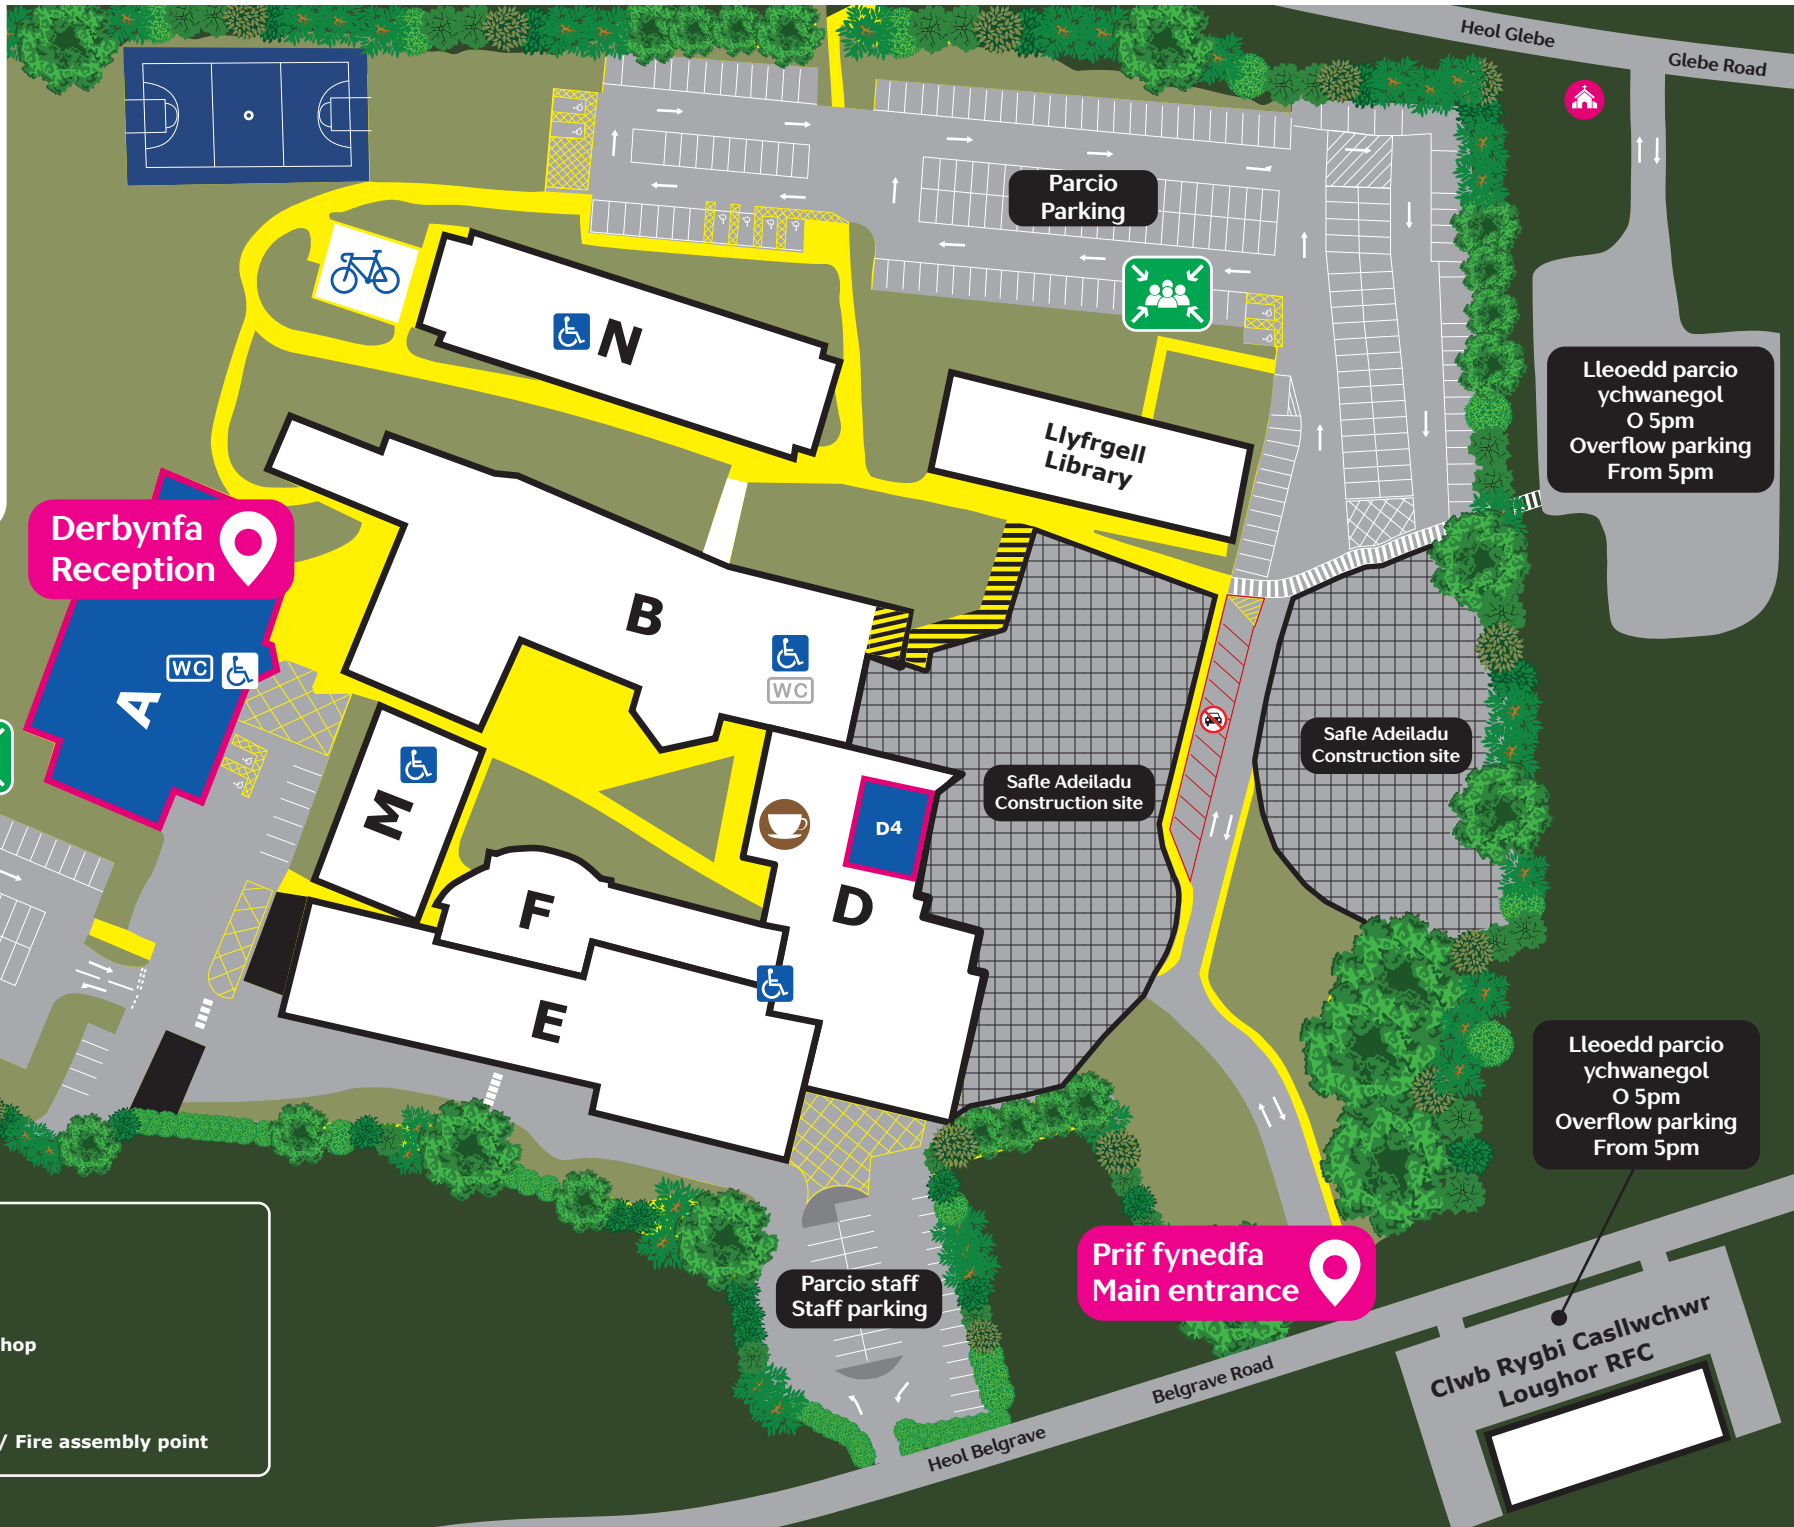 Heol Glebe
Glebe Road
Parcio
Parking
Lleoedd parcio
ychwanegol
O 5pm
Overflow parking
From 5pm
N
Llyfrgell
Library
Derbynfa
Reception
B
WC
A
WC
M
Safle Adeiladu
Construction site
Safle Adeiladu
Construction site
D4
D
F
E
Lleoedd parcio
ychwanegol
O 5pm
Overflow parking
From 5pm
Prif fynedfa
Main entrance
Parcio staff
Staff parking
Clwb Rygbi Casllwchwr
Loughor RFC
Belgrave Road
Heol Belgrave
hop
/ Fire assembly point